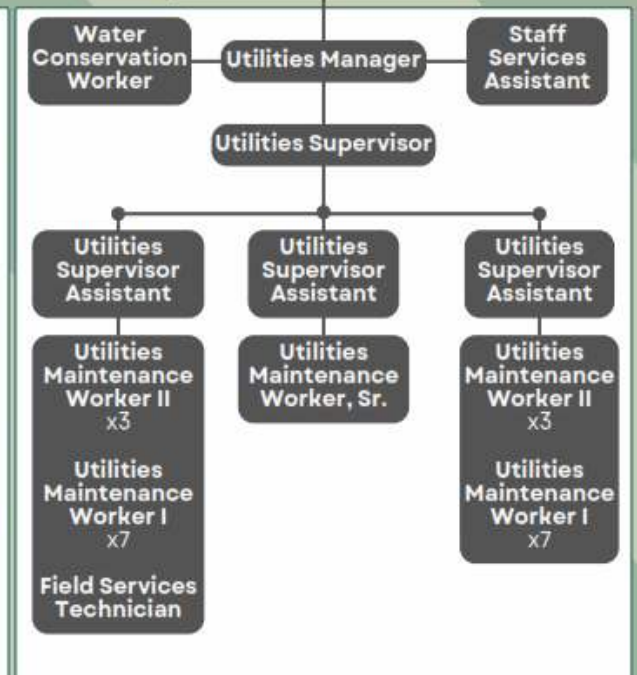 Water
Conservation
Worker
Utilities Manager
Staff
Services
Assistant
Utilities Supervisor
Utilities
Supervisor
Assistant
Utilities
Supervisor
Assistant
Utilities
Supervisor
Assistant
Utilities
Maintenance
Worker II
x3
Utilities
Maintenance
Worker I
x7
Field Services
Technician
Utilities
Maintenance
Worker, Sr.
Utilities
Maintenance
Worker II
x3
Utilities
Maintenance
Worker I
x7